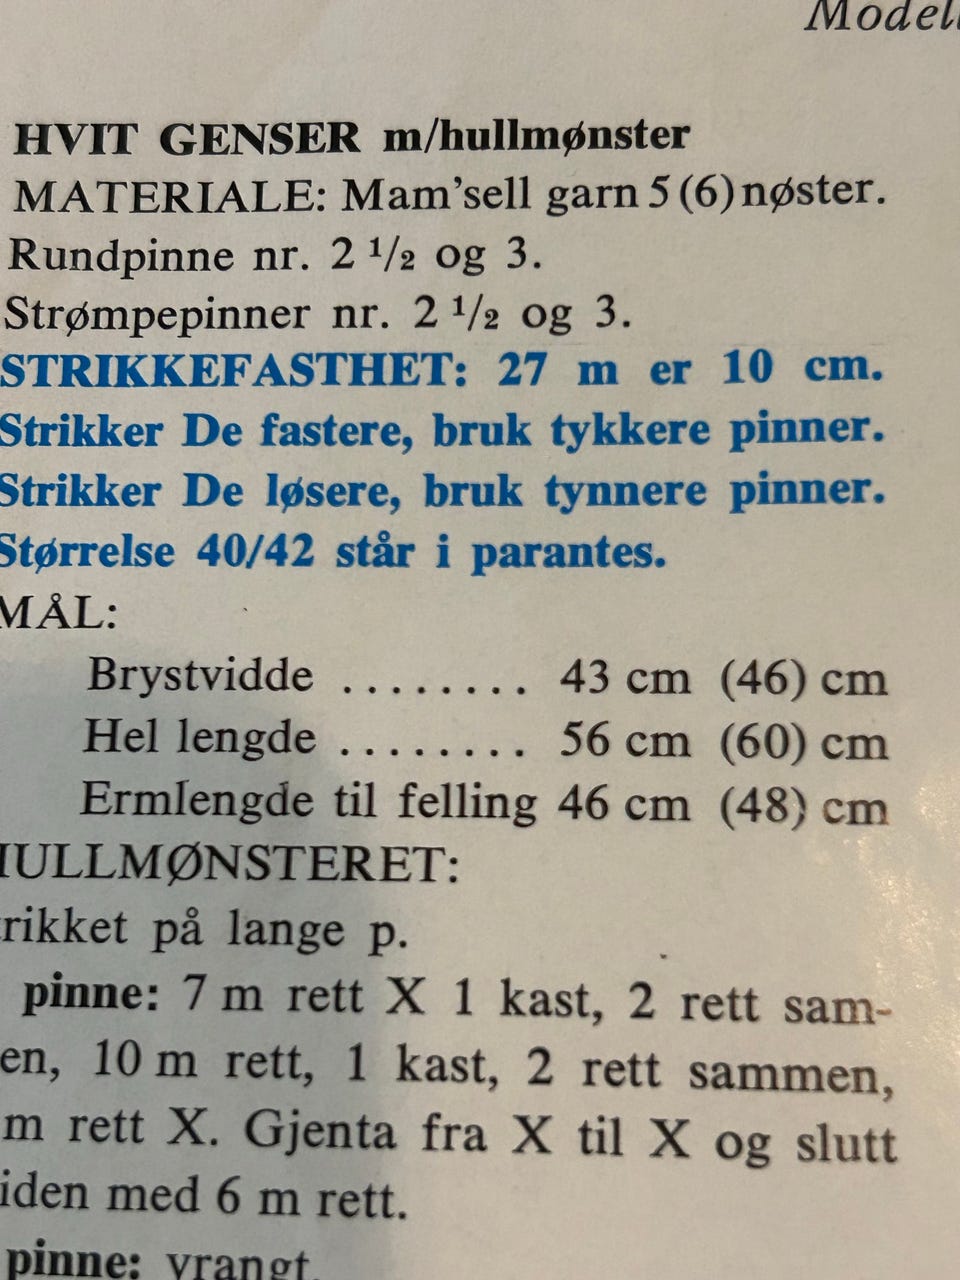 Modell
HVIT GENSER m/hullmønster
MATERIALE: Mam'sell garn 5 (6) nøster.
Rundpinne nr. 2 ½ og 3.
Strømpepinner nr. 2 ½ og 3.
STRIKKEFASTHET: 27 m er 10 cm.
Strikker De fastere, bruk tykkere pinner.
Strikker De løsere, bruk tynnere pinner.
Størrelse 40/42 står i parantes.
MÅL:
Brystvidde ........ 43 cm (46) cm
Hel lengde ........ 56 cm (60) cm
Ermlengde til felling 46 cm (48) cm
HULLMØNSTERET:
rikket på lange p.
pinne: 7 m rett X 1 kast, 2 rett sam-
en, 10 m rett, 1 kast, 2 rett sammen,
m rett X. Gjenta fra X til X og slutt
iden med 6 m rett.
pinne: vrangt.